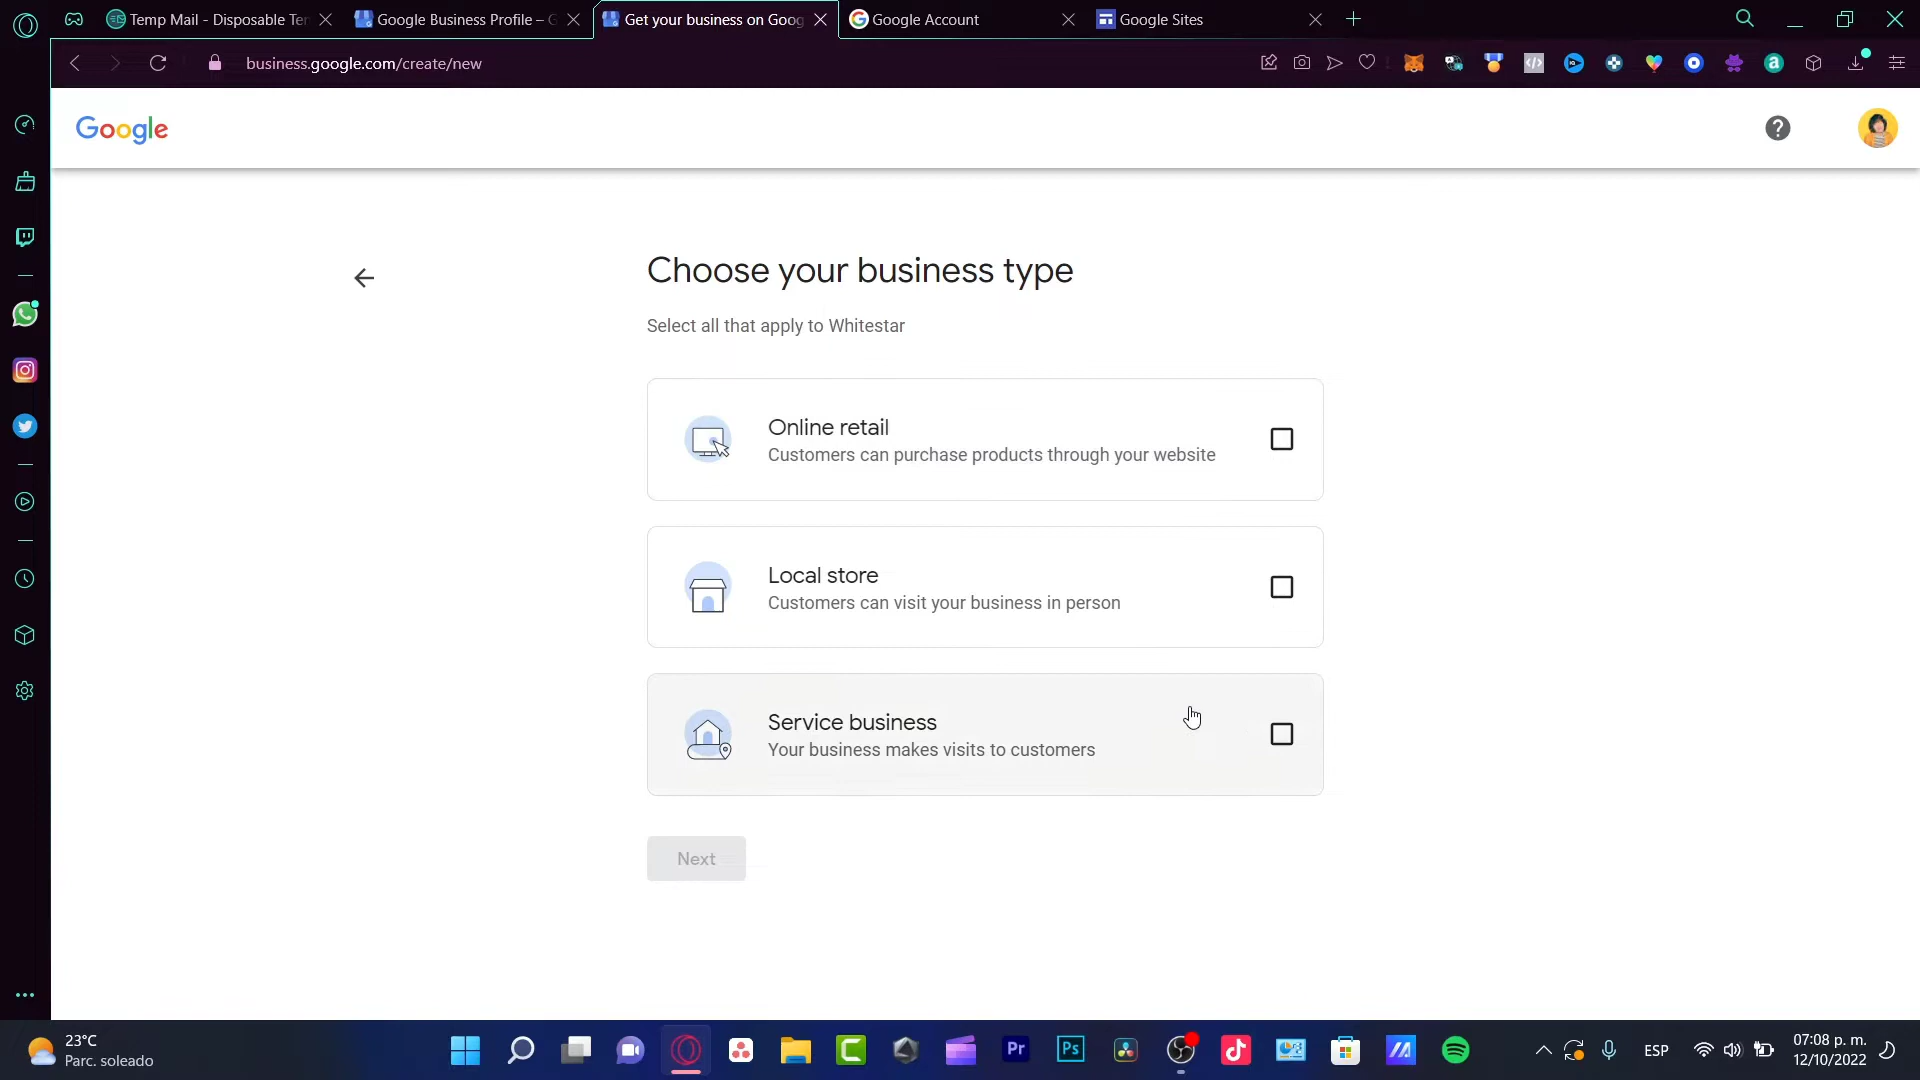 Temp Mail - Disposable Ter
Google Business Profile – G
Get your business on Goog
Google Account
Google Sites
business.google.com/create/new
Google
Choose your business type
Select all that apply to Whitestar
Online retail
Customers can purchase products through your website
Local store
Customers can visit your business in person
Service business
Your business makes visits to customers
Next
23°C
Parc. soleado
Pr
Ps
ESP
07:08 p. m.
12/10/2022